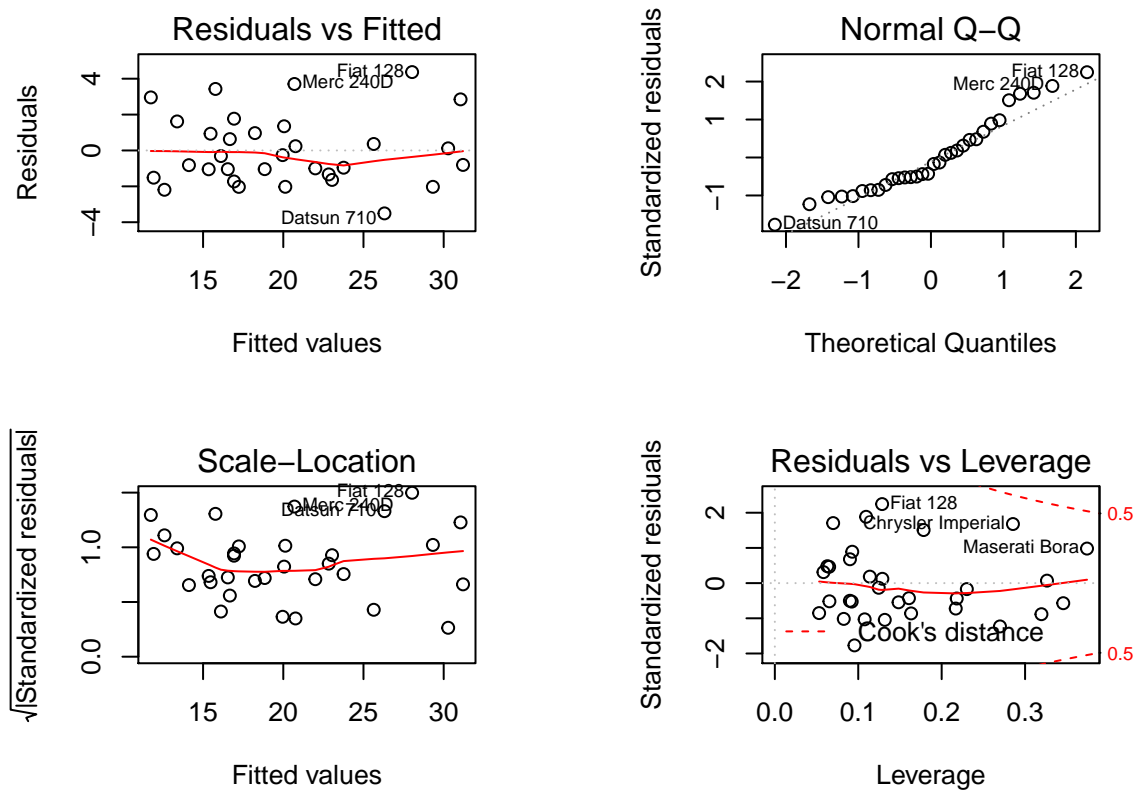 Residuals vs Fitted
Residuals
4
0
−4
Fiat 128
Merc 240D
Datsun 710
15 20 25 30
Fitted values
Normal Q−Q
Standardized residuals
2
1
−1
Fiat 128
Merc 240D
Datsun 710
−2 −1 0 1 2
Theoretical Quantiles
Scale−Location
√|Standardized residuals|
1.0
0.0
Fiat 128
Merc 240D
Datsun 710
15 20 25 30
Fitted values
Residuals vs Leverage
Standardized residuals
2
0
−2
Fiat 128
Chrysler Imperial
Maserati Bora
0.5
Cook's distance
0.5
0.0 0.1 0.2 0.3
Leverage